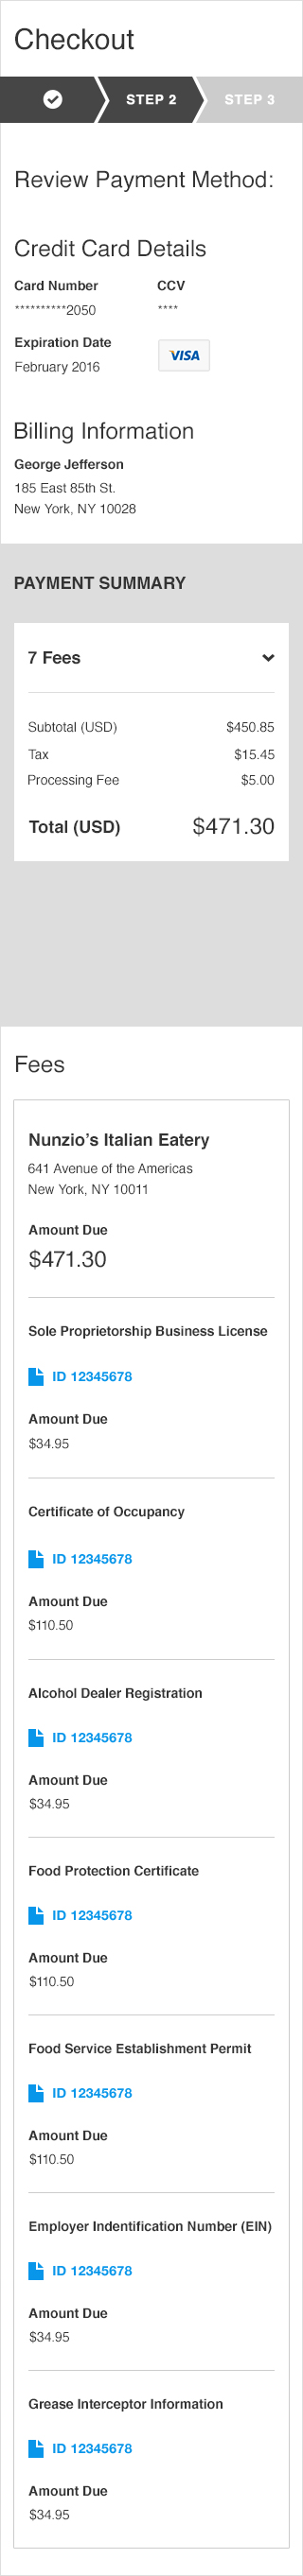 Checkout
STEP 2
STEP 3
Review Payment Method:
Credit Card Details
Card Number
CCV
**********2050
****
Expiration Date
February 2016
VISA
Billing Information
George Jefferson
185 East 85th St.
New York, NY 10028
PAYMENT SUMMARY
7 Fees
Subtotal (USD) $450.85
Tax $15.45
Processing Fee $5.00
Total (USD) $471.30
Fees
Nunzio’s Italian Eatery
641 Avenue of the Americas
New York, NY 10011
Amount Due
$471.30
Sole Proprietorship Business License
ID 12345678
Amount Due
$34.95
Certificate of Occupancy
ID 12345678
Amount Due
$110.50
Alcohol Dealer Registration
ID 12345678
Amount Due
$34.95
Food Protection Certificate
ID 12345678
Amount Due
$110.50
Food Service Establishment Permit
ID 12345678
Amount Due
$110.50
Employer Indentification Number (EIN)
ID 12345678
Amount Due
$34.95
Grease Interceptor Information
ID 12345678
Amount Due
$34.95